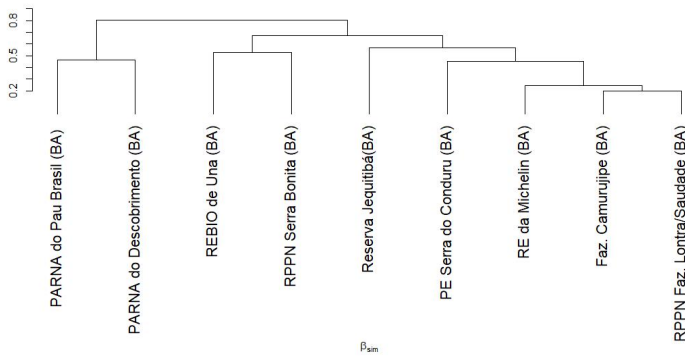 0.8
0.5
0.2
PARNA do Pau Brasil (BA)
PARNA do Descobrimento (BA)
REBIO de Una (BA)
RPPN Serra Bonita (BA)
Reserva Jequitibá(BA)
PE Serra do Conduru (BA)
RE da Michelin (BA)
Faz. Camurujipe (BA)
RPPN Faz. Lontra/Saudade (BA)
βsim